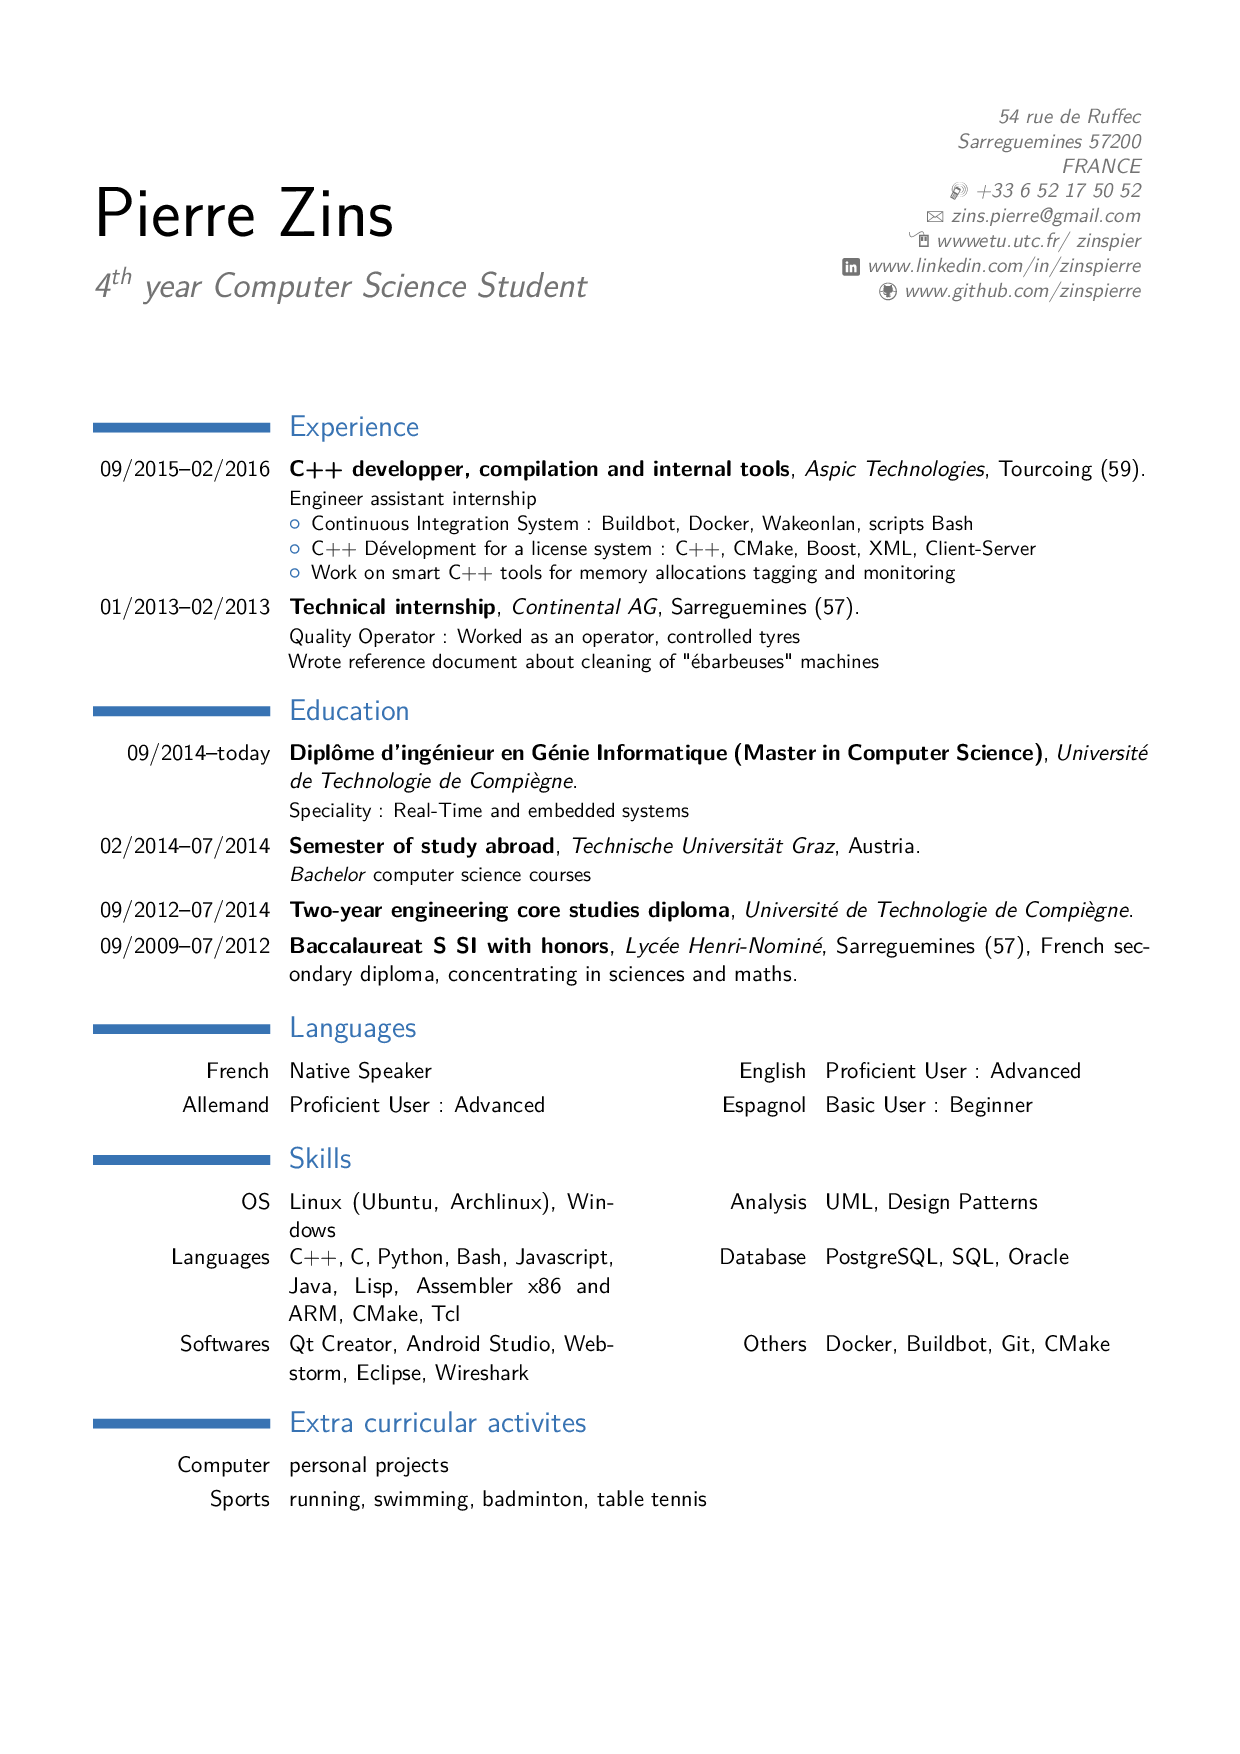 Pierre Zins
4th year Computer Science Student
54 rue de Ruffec
Sarreguemines 57200
FRANCE
+33 6 52 17 50 52
zins.pierre@gmail.com
wwwetu.utc.fr/ zinspier
www.linkedin.com/in/zinspierre
www.github.com/zinspierre
Experience
09/2015–02/2016 C++ developper, compilation and internal tools, Aspic Technologies, Tourcoing (59).
Engineer assistant internship
○ Continuous Integration System : Buildbot, Docker, Wakeonlan, scripts Bash
○ C++ Dévelopment for a license system : C++, CMake, Boost, XML, Client-Server
○ Work on smart C++ tools for memory allocations tagging and monitoring
01/2013–02/2013 Technical internship, Continental AG, Sarreguemines (57).
Quality Operator : Worked as an operator, controlled tyres
Wrote reference document about cleaning of "ébarbeuses" machines
Education
09/2014–today Diplôme d'ingénieur en Génie Informatique (Master in Computer Science), Université
de Technologie de Compiègne.
Speciality : Real-Time and embedded systems
02/2014–07/2014 Semester of study abroad, Technische Universität Graz, Austria.
Bachelor computer science courses
09/2012–07/2014 Two-year engineering core studies diploma, Université de Technologie de Compiègne.
09/2009–07/2012 Baccalaureat S SI with honors, Lycée Henri-Nominé, Sarreguemines (57), French sec-
ondary diploma, concentrating in sciences and maths.
Languages
French Native Speaker English Proficient User : Advanced
Allemand Proficient User : Advanced Espagnol Basic User : Beginner
Skills
OS Linux (Ubuntu, Archlinux), Win- Analysis UML, Design Patterns
dows
Languages C++, C, Python, Bash, Javascript, Database PostgreSQL, SQL, Oracle
Java, Lisp, Assembler x86 and
ARM, CMake, Tcl
Softwares Qt Creator, Android Studio, Web- Others Docker, Buildbot, Git, CMake
storm, Eclipse, Wireshark
Extra curricular activites
Computer personal projects
Sports running, swimming, badminton, table tennis